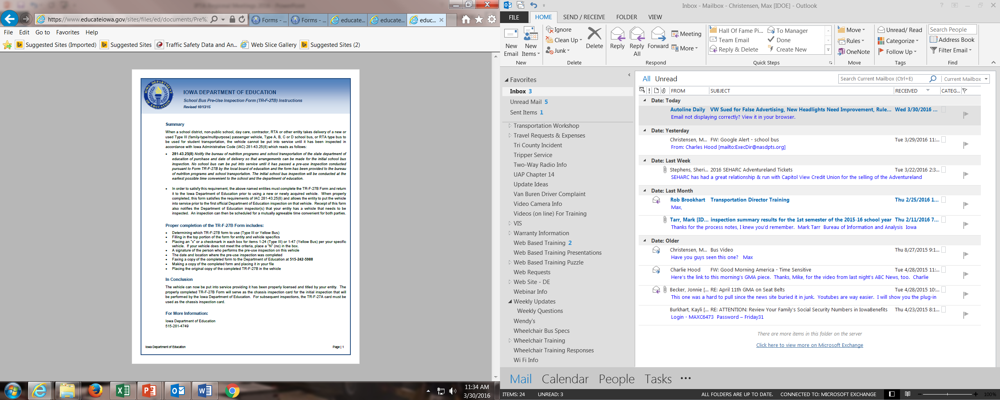 https://www.educateiowa.gov/sites/files/ed/documents/Pre%
Forms - ...
Forms - ...
educate...
educate...
educ...
File Edit Go to Favorites Help
Suggested Sites (Imported) Suggested Sites Traffic Safety Data and An... Web Slice Gallery Suggested Sites (2)
IOWA DEPARTMENT OF EDUCATION
IOWA DEPARTMENT OF EDUCATION
School Bus Pre-Use Inspection Form (TR-F-27B) Instructions
Revised 10/13/15
Summary
When a school district, non-public school, day care, contractor, RTA or other entity takes delivery of a new or
used Type III (family-type/multipurpose) passenger vehicle, Type A, B, C or D school bus, or RTA type bus to
be used for student transportation, the vehicle cannot be put into service until it has been inspected in
accordance with Iowa Administrative Code (IAC) 281-43.25(8) which reads as follows:
• 281-43.25(8) Notify the bureau of nutrition programs and school transportation of the state department of
education of purchase and date of delivery so that arrangements can be made for the initial school bus
inspection. No school bus can be put into service until it has passed a pre-use inspection conducted
pursuant to Form TR-F-27B by the local board of education and the form has been provided to the bureau
of nutrition programs and school transportation. The initial school bus inspection will be conducted at the
earliest possible time convenient to the school and the department of education.
• In order to satisfy this requirement, the above named entities must complete the TR-F-27B Form and return
it to the Iowa Department of Education prior to using a new or newly acquired vehicle. When properly
completed, this form satisfies the requirements of IAC 281-43.25(8) and allows the entity to put the vehicle
into service prior to the first official Department of Education inspection on that vehicle. Receipt of this form
also notifies the Department of Education inspector(s) that your entity has a vehicle that needs to be
inspected. An inspection can then be scheduled for a mutually agreeable time convenient for both parties.
Proper completion of the TR-F-27B Form includes:
• Determining which TR-F-27B form to use (Type III or Yellow Bus)
• Filling in the top portion of the form for entity and vehicle specifics
• Placing an "x" or a checkmark in each box for items 1-24 (Type III) or 1-47 (Yellow Bus) per your specific
vehicle. If your vehicle does not meet the criteria, place a "N" (no) in the box.
• A signature of the person who performs the pre-use inspection on this vehicle
• The date and location where the pre-use inspection was completed
• Faxing a copy of the completed form to the Department of Education at 515-242-5988
• Making a copy of the completed form and placing it in your file
• Placing the original copy of the completed TR-F-27B in the vehicle
In Conclusion
The vehicle can now be put into service providing it has been properly licensed and titled by your entity. The
properly completed TR-F-27B Form will serve as the chassis inspection card for the initial inspection that will
be performed by the Iowa Department of Education. For subsequent inspections, the TR-F-27A card must be
used as the chassis inspection card.
For More Information:
Iowa Department of Education
515-281-4749
Iowa Department of Education Page | 1
11:34 AM
3/30/2016
Inbox - Mailbox - Christensen, Max [IDOE] - Outlook
FILE HOME SEND / RECEIVE FOLDER VIEW
New Email
New Items
New
Ignore
Clean Up
Junk
Delete
Delete
Reply
Reply All
Forward
Meeting
More
Respond
Hall Of Fame Pi...
Team Email
Reply & Delete
To Manager
Done
Create New
Quick Steps
Move
Rules
OneNote
Move
Unread/ Read
Categorize
Follow Up
Tags
Search People
Address Book
Filter Email
Find
Favorites
Inbox 3
Unread Mail 5
Sent Items 1
Transportation Workshop
Travel Requests & Expenses
Tri County Incident
Tripper Service
Two-Way Radio Info
UAP Chapter 14
Update Ideas
Van Buren Driver Complaint
Video Camera Info
Videos (on line) For Training
VIS
Warranty Information
Web Based Training 2
Web Based Training Presentations
Web Based Training Puzzle
Web Requests
Web Site - DE
Webinar Info
Weekly Updates
Weekly Questions
Wendy's
Wheelchair Bus Specs
Wheelchair Training
Wheelchair Training Responses
Wi Fi Info
All Unread
Search Current Mailbox (Ctrl+E) Current Mailbox
! FROM SUBJECT RECEIVED CATEG...
Date: Today
Autoline Daily VW Sued for False Advertising, New Headlights Need Improvement, Rule... Wed 3/30/2016 ...
Email not displaying correctly? View it in your browser.
Date: Yesterday
Christensen, M... FW: Google Alert - school bus Tue 3/29/2016 11:...
From: Charles Hood [mailto:ExecDir@nasdpts.org]
Date: Last Week
Stephens, Sheri... 2016 SEHARC Adventureland Tickets Tue 3/22/2016 2:3...
SEHARC has had a great relationship & run with Capitol View Credit Union for the selling of the Adventureland
Date: Last Month
Rob Brookhart Transportation Director Training Thu 2/25/2016 1...
Max,
Tarr, Mark [ID... inspection summary results for the 1st semester of the 2015-16 school year Thu 2/11/2016 7...
Thanks for the process notes, I knew you'd remember. Mark Tarr Bureau of Information and Analysis Iowa
Date: Older
Christensen, M... Bus Video Thu 8/27/2015 9:1...
Have you guys seen this one? Max
Charlie Hood FW: Good Morning America - Time Sensitive Tue 4/28/2015 11:...
Here's the link to this morning's GMA piece. Thanks, Mike, for the video from last night's ABC News, too. Charlie
Becker, Jonnie [... RE: April 11th GMA on Seat Belts Tue 4/28/2015 10:...
This one was a hard to pull since the news site buried it in junk. Youtubes are way easier. I will show you the plug-in
Burkhart, Kayli [... RE: ATTENTION: Review Your Family's Social Security Numbers in IowaBenefits Thu 4/23/2015 8:1...
Login - MAXC6473 Password – Friday31
There are more items in this folder on the server
Click here to view more on Microsoft Exchange
Mail Calendar People Tasks ...
ITEMS: 24 UNREAD: 3 ALL FOLDERS ARE UP TO DATE. CONNECTED TO: MICROSOFT EXCHANGE 100%